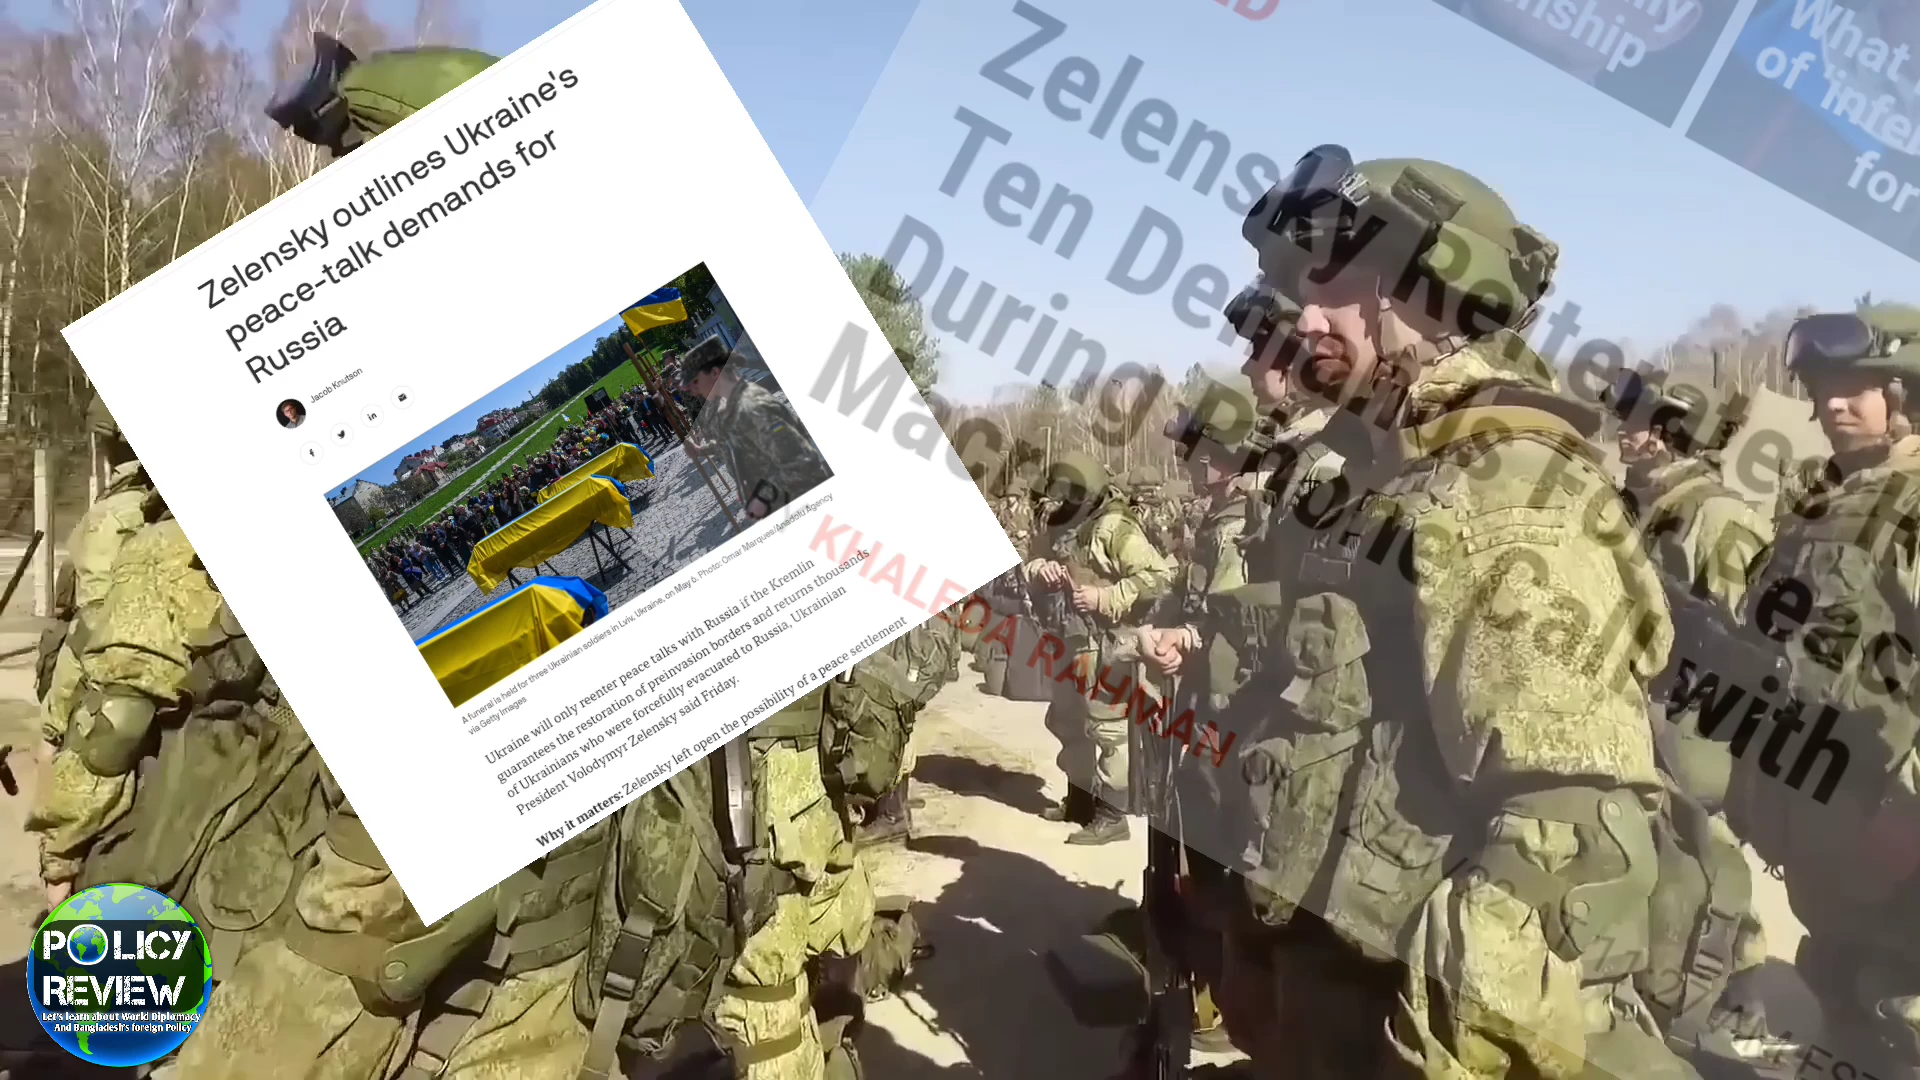 Zelensky outlines Ukraine's
peace-talk demands for
Russia
Jacob Knutson
A funeral is held for three Ukrainian soldiers in Lviv, Ukraine, on May 6. Photo: Omar Marques/Anadolu Agency
via Getty Images
Ukraine will only reenter peace talks with Russia if the Kremlin
guarantees the restoration of preinvasion borders and returns thousands
of Ukrainians who were forcefully evacuated to Russia, Ukrainian
President Volodymyr Zelensky said Friday.
Why it matters: Zelensky left open the possibility of a peace settlement
Zelensky Reiterates H
Ten Demands For Peac
During Phone Call with
Macron
BY KHALEDA RAHMAN
What
of 'infe
for
POLICY
REVIEW
Let's learn about World Diplomacy
And Bangladesh's foreign Policy